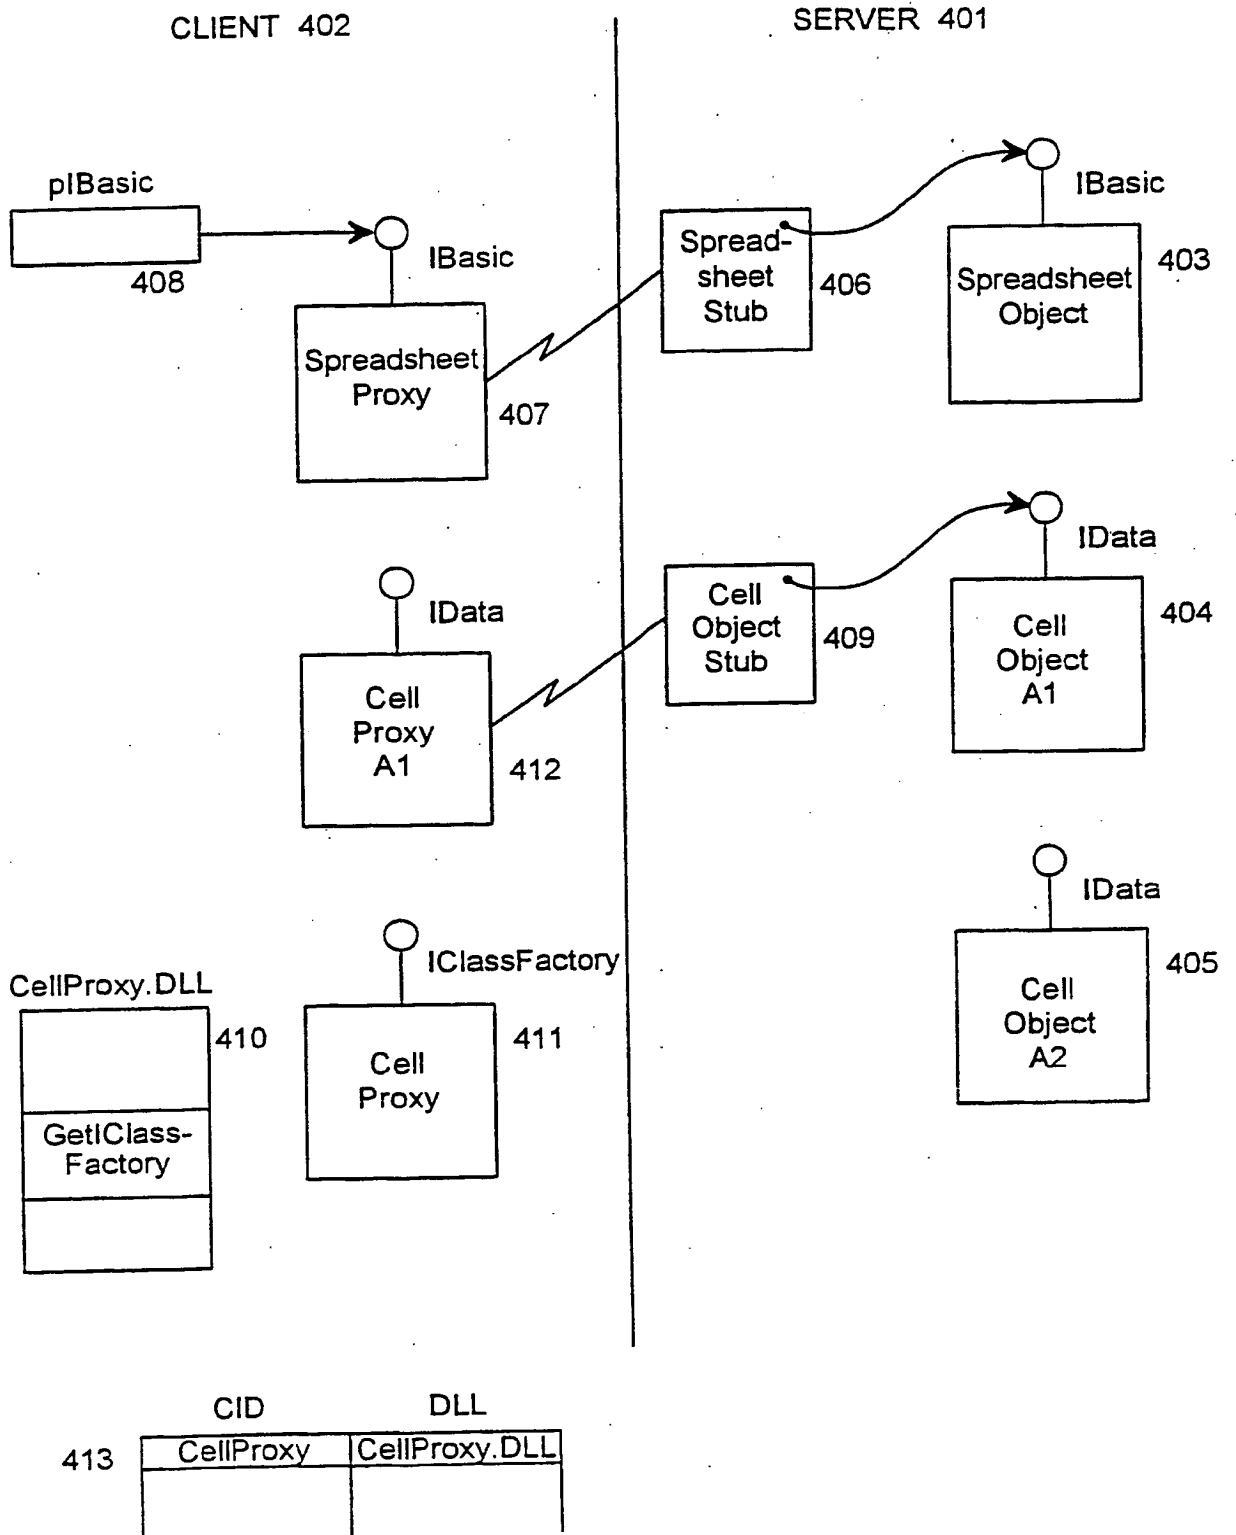 CLIENT 402
SERVER 401
pIBasic
408
IBasic
Spreadsheet
Proxy
407
Spread-
sheet
Stub
406
IBasic
403
Spreadsheet
Object
IData
Cell
Proxy
A1
412
Cell
Object
Stub
409
IData
404
Cell
Object
A1
IData
405
Cell
Object
A2
CellProxy.DLL
410
GetIClass-
Factory
IClassFactory
411
Cell
Proxy
CID DLL
413 CellProxy CellProxy.DLL